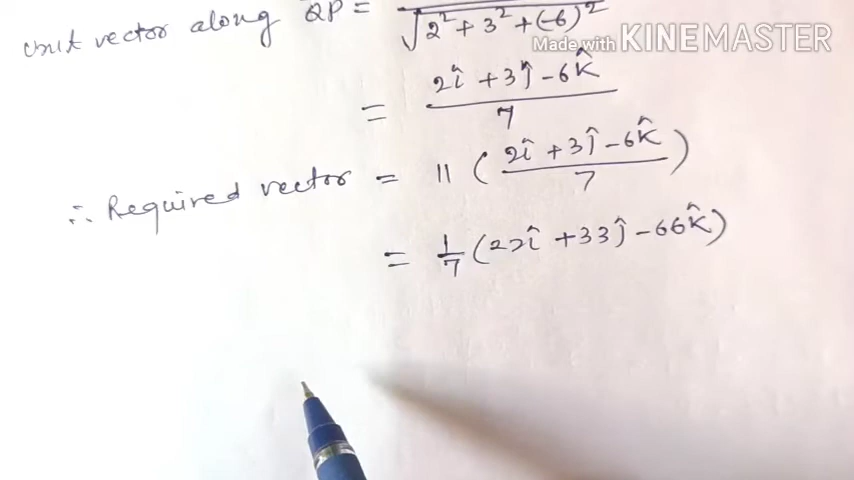 unit vector along QP = ──── / √2² + 3² + (-6)²
Made with KINEMASTER
= (2î + 3ĵ - 6k̂) / 7
∴ Required vector = 11 ( (2î + 3ĵ - 6k̂) / 7 )
= 1/7 (22î + 33ĵ - 66k̂)